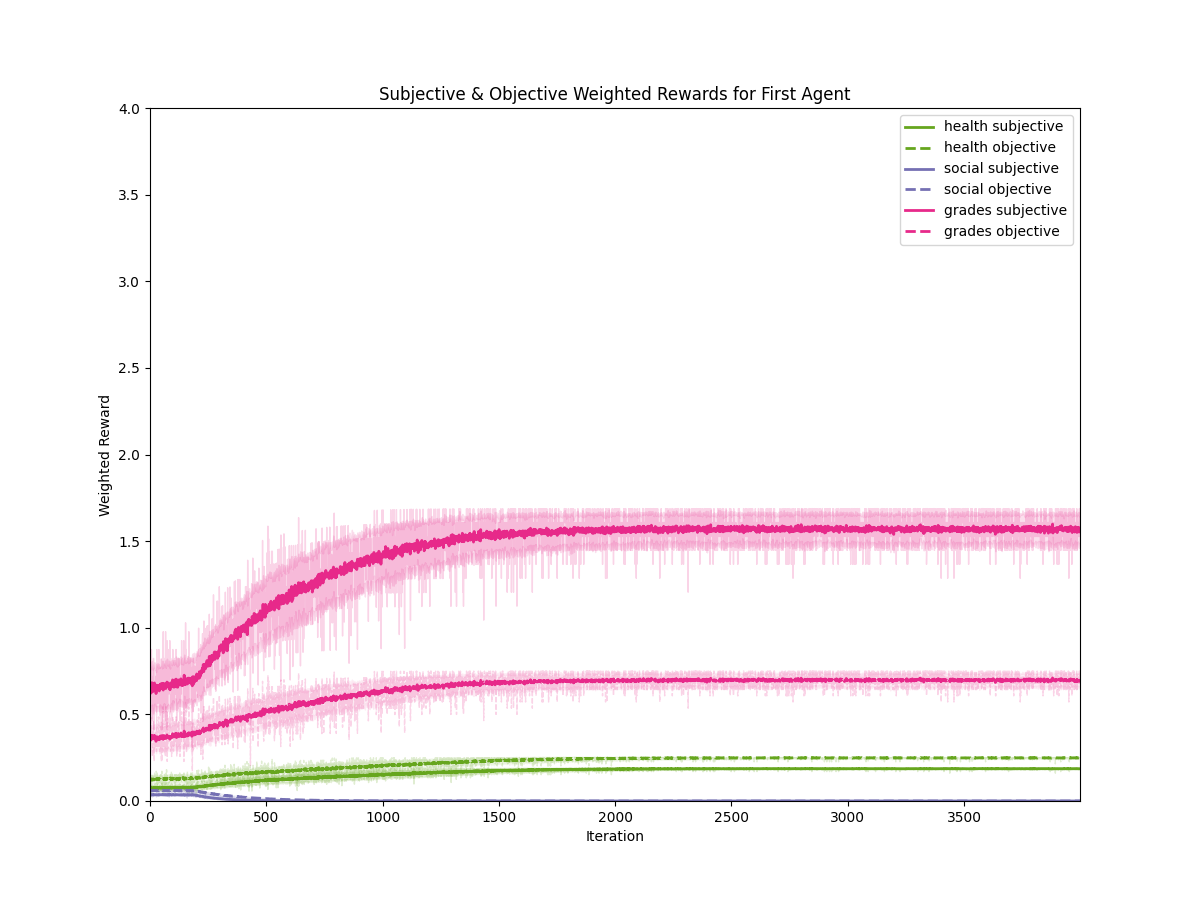 Subjective & Objective Weighted Rewards for First Agent
4.0
3.5
3.0
2.5
2.0
1.5
1.0
0.5
0.0
Weighted Reward
health subjective
health objective
social subjective
social objective
grades subjective
grades objective
0 500 1000 1500 2000 2500 3000 3500
Iteration